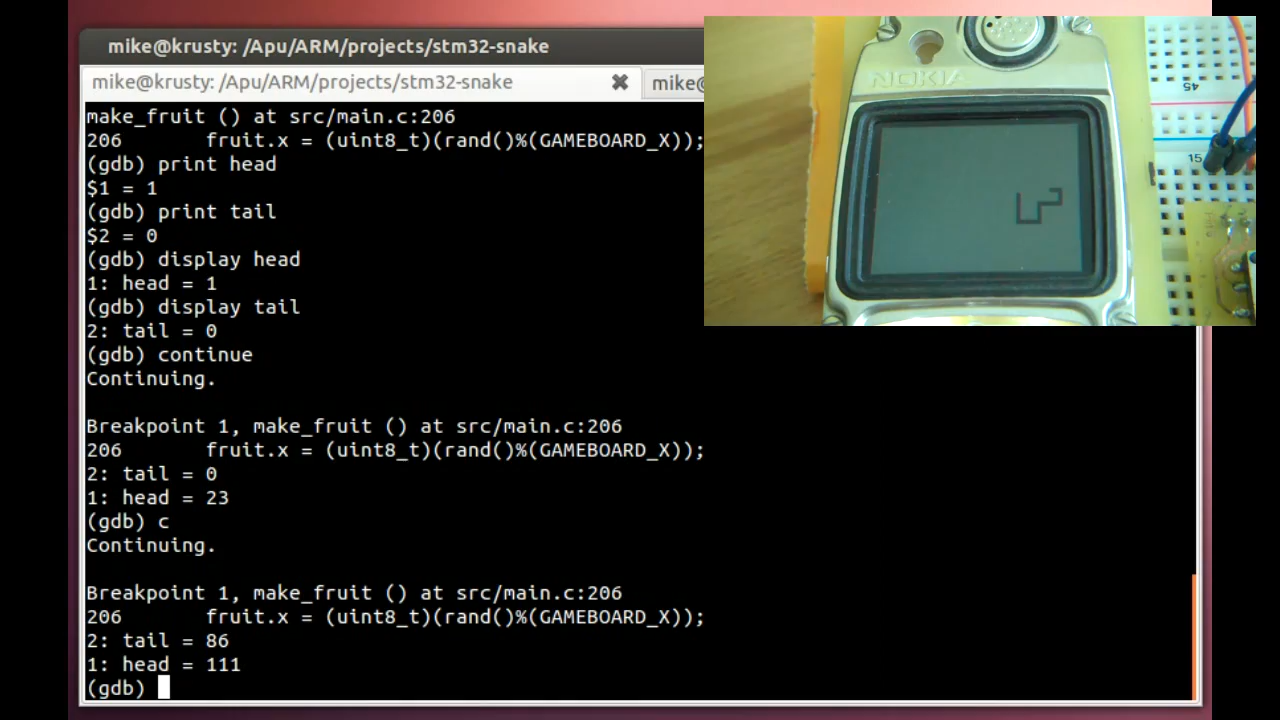 mike@krusty: /Apu/ARM/projects/stm32-snake
mike@krusty: /Apu/ARM/projects/stm32-snake ✖ mike@
make_fruit () at src/main.c:206
206       fruit.x = (uint8_t)(rand()%(GAMEBOARD_X));
(gdb) print head
$1 = 1
(gdb) print tail
$2 = 0
(gdb) display head
1: head = 1
(gdb) display tail
2: tail = 0
(gdb) continue
Continuing.
Breakpoint 1, make_fruit () at src/main.c:206
206       fruit.x = (uint8_t)(rand()%(GAMEBOARD_X));
2: tail = 0
1: head = 23
(gdb) c
Continuing.
Breakpoint 1, make_fruit () at src/main.c:206
206       fruit.x = (uint8_t)(rand()%(GAMEBOARD_X));
2: tail = 86
1: head = 111
(gdb)
NOKIA
45
15